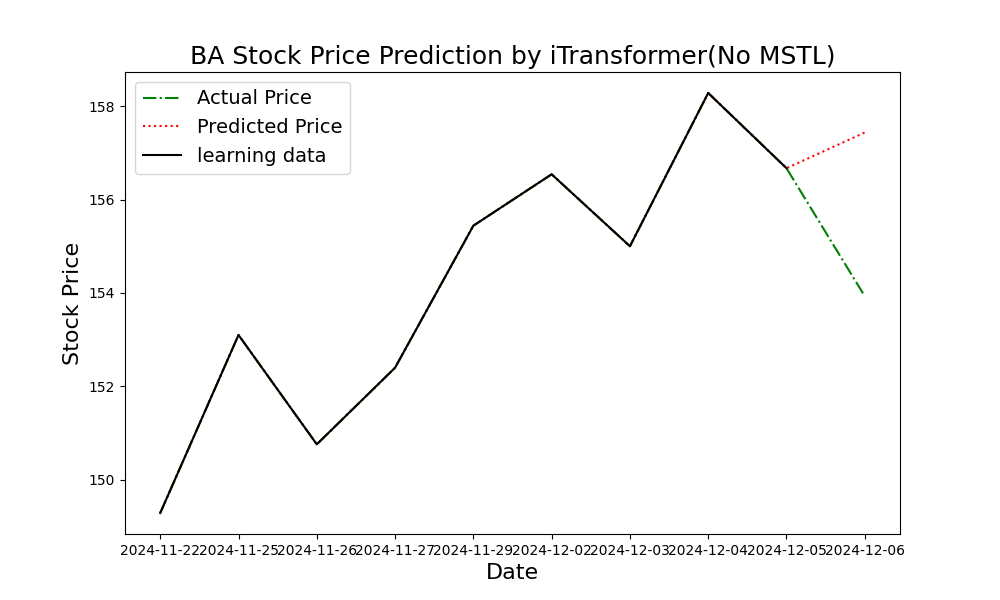 BA Stock Price Prediction by iTransformer(No MSTL)
Actual Price
Predicted Price
learning data
158
156
154
152
150
Stock Price
2024-11-22 2024-11-25 2024-11-26 2024-11-27 2024-11-29 2024-12-02 2024-12-03 2024-12-04 2024-12-05 2024-12-06
Date